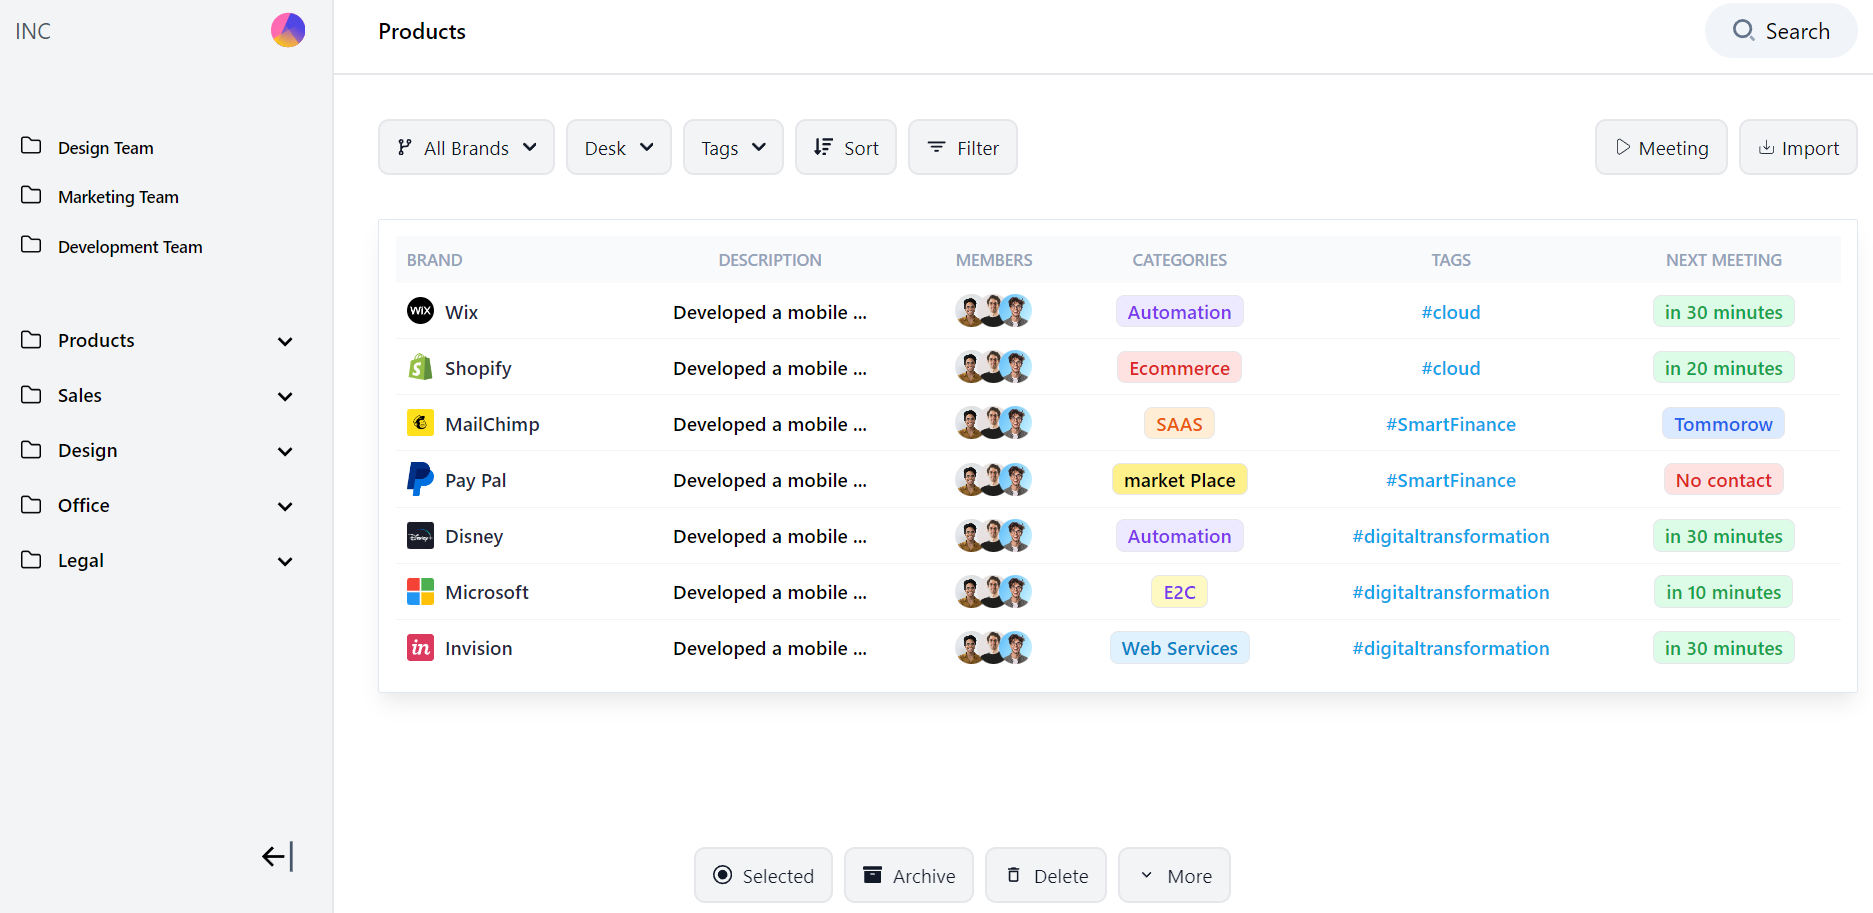 INC
Products
Search
Design Team
Marketing Team
Development Team
Products
Sales
Design
Office
Legal
All Brands
Desk
Tags
Sort
Filter
Meeting
Import
BRAND DESCRIPTION MEMBERS CATEGORIES TAGS NEXT MEETING
WiX Wix Developed a mobile ... Automation #cloud in 30 minutes
S Shopify Developed a mobile ... Ecommerce #cloud in 20 minutes
MailChimp Developed a mobile ... SAAS #SmartFinance Tommorow
Pay Pal Developed a mobile ... market Place #SmartFinance No contact
Disney+ Disney Developed a mobile ... Automation #digitaltransformation in 30 minutes
Microsoft Developed a mobile ... E2C #digitaltransformation in 10 minutes
in Invision Developed a mobile ... Web Services #digitaltransformation in 30 minutes
Selected
Archive
Delete
More